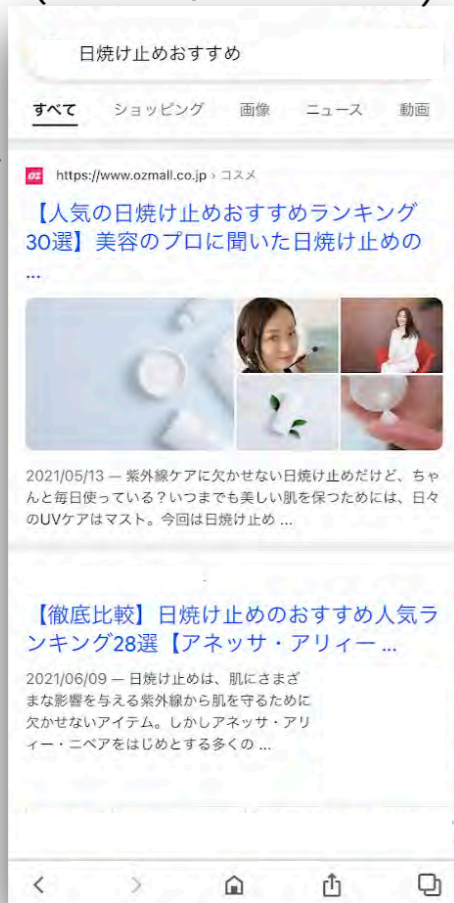 日焼け止めおすすめ
すべて ショッピング 画像 ニュース 動画
OZ https://www.ozmall.co.jp › コスメ
【人気の日焼け止めおすすめランキング
30選】美容のプロに聞いた日焼け止めの
...
2021/05/13 — 紫外線ケアに欠かせない日焼け止めだけど、ちゃ
んと毎日使っている？いつまでも美しい肌を保つためには、日々
のUVケアはマスト。今回は日焼け止め ...
【徹底比較】日焼け止めのおすすめ人気ラ
ンキング28選【アネッサ・アリィー ...
2021/06/09 — 日焼け止めは、肌にさまざ
まな影響を与える紫外線から肌を守るために
欠かせないアイテム。しかしアネッサ・アリ
ィー・ニベアをはじめとする多くの ...